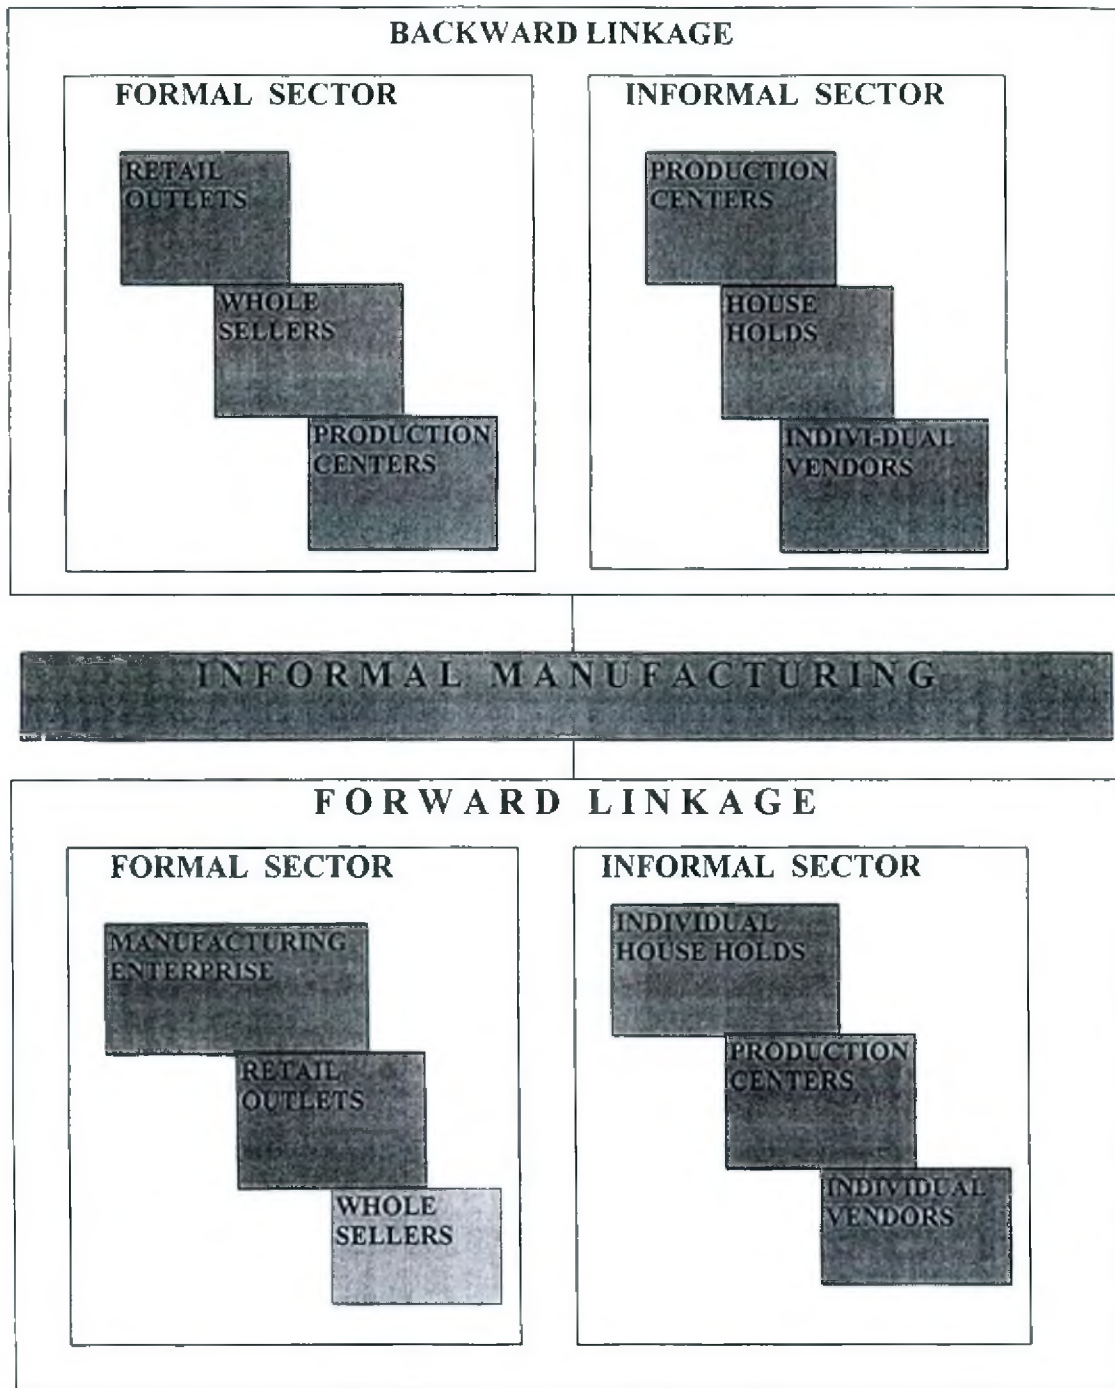 BACKWARD LINKAGE
FORMAL SECTOR
RETAIL
OUTLETS
WHOLE
SELLERS
PRODUCTION
CENTERS
INFORMAL SECTOR
PRODUCTION
CENTERS
HOUSE
HOLDS
INDIVI-DUAL
VENDORS
INFORMAL MANUFACTURING
FORWARD LINKAGE
FORMAL SECTOR
MANUFACTURING
ENTERPRISE
RETAIL
OUTLETS
WHOLE
SELLERS
INFORMAL SECTOR
INDIVIDUAL
HOUSE HOLDS
PRODUCTION
CENTERS
INDIVIDUAL
VENDORS